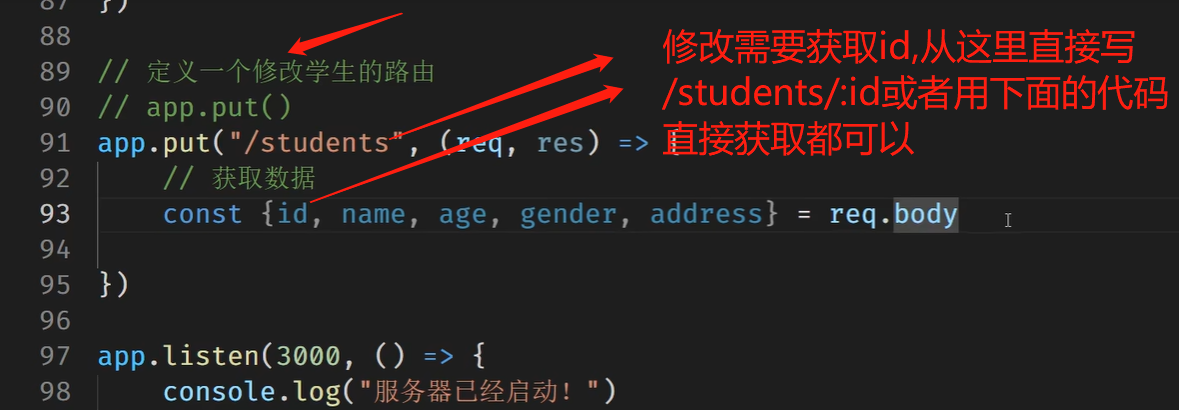 87 })
88
89 // 定义一个修改学生的路由
90 // app.put()
91 app.put("/students", (req, res) => {
92 // 获取数据
93 const {id, name, age, gender, address} = req.body
94
95 })
96
97 app.listen(3000, () => {
98 console.log("服务器已经启动！")
修改需要获取id,从这里直接写
/students/:id或者用下面的代码
直接获取都可以